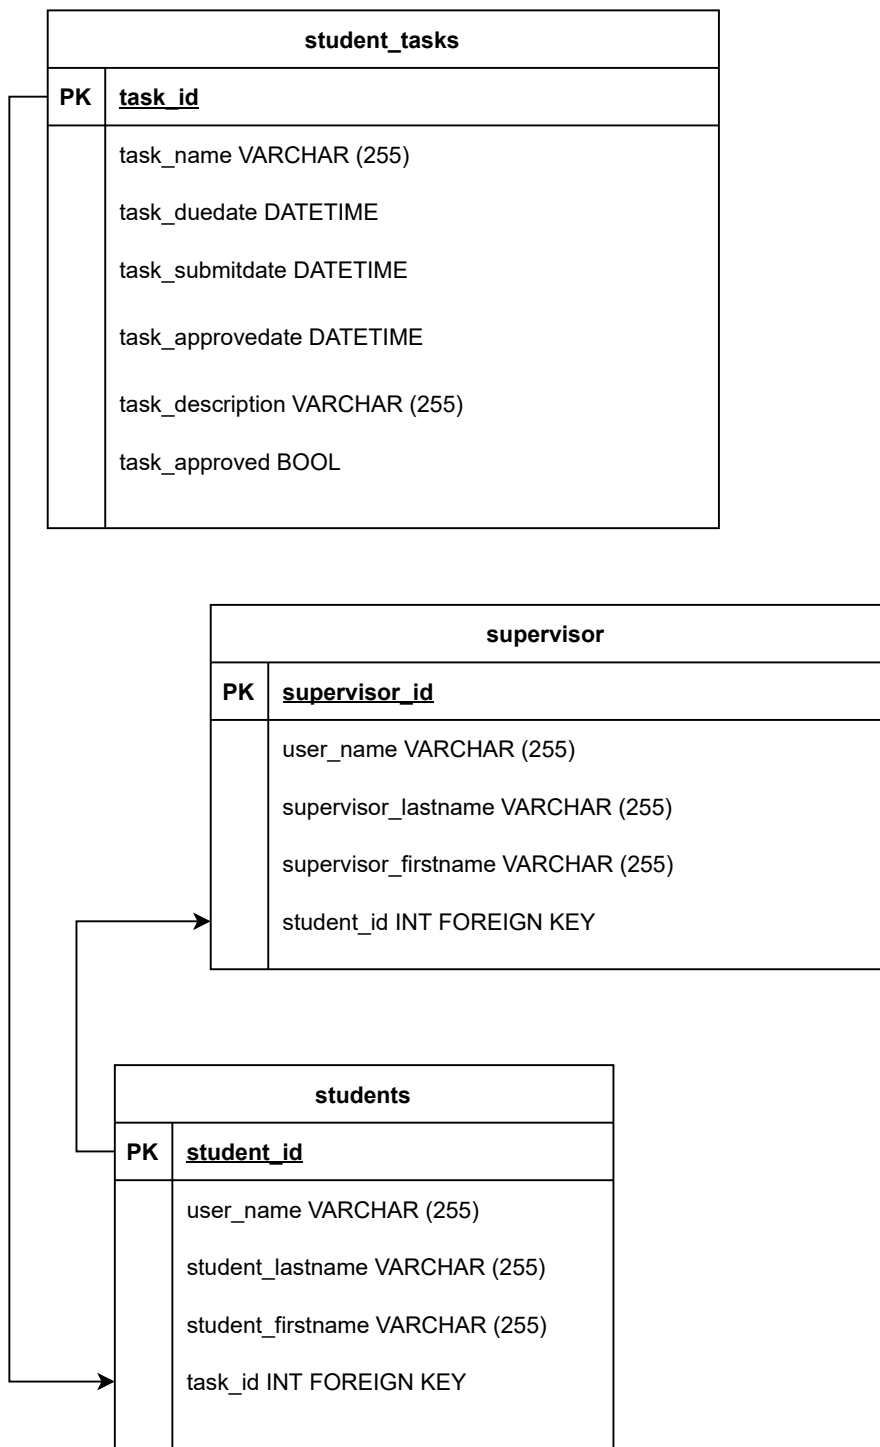 student_tasks
PK task_id
task_name VARCHAR (255)
task_duedate DATETIME
task_submitdate DATETIME
task_approvedate DATETIME
task_description VARCHAR (255)
task_approved BOOL
supervisor
PK supervisor_id
user_name VARCHAR (255)
supervisor_lastname VARCHAR (255)
supervisor_firstname VARCHAR (255)
student_id INT FOREIGN KEY
students
PK student_id
user_name VARCHAR (255)
student_lastname VARCHAR (255)
student_firstname VARCHAR (255)
task_id INT FOREIGN KEY